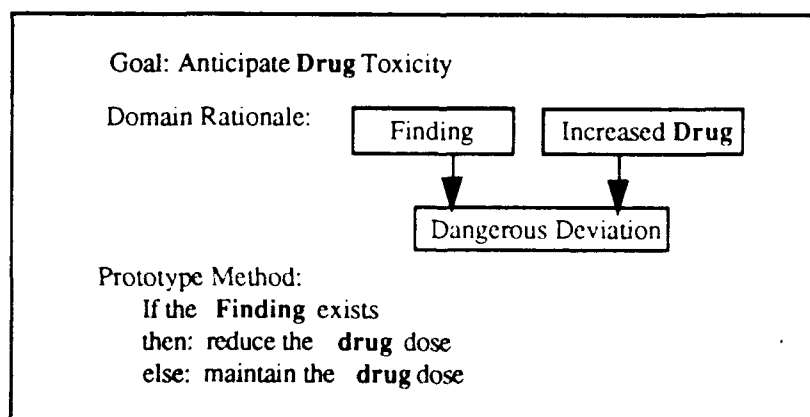 Goal: Anticipate Drug Toxicity
Domain Rationale:
Finding
Increased Drug
Dangerous Deviation
Prototype Method:
If the Finding exists
then: reduce the drug dose
else: maintain the drug dose